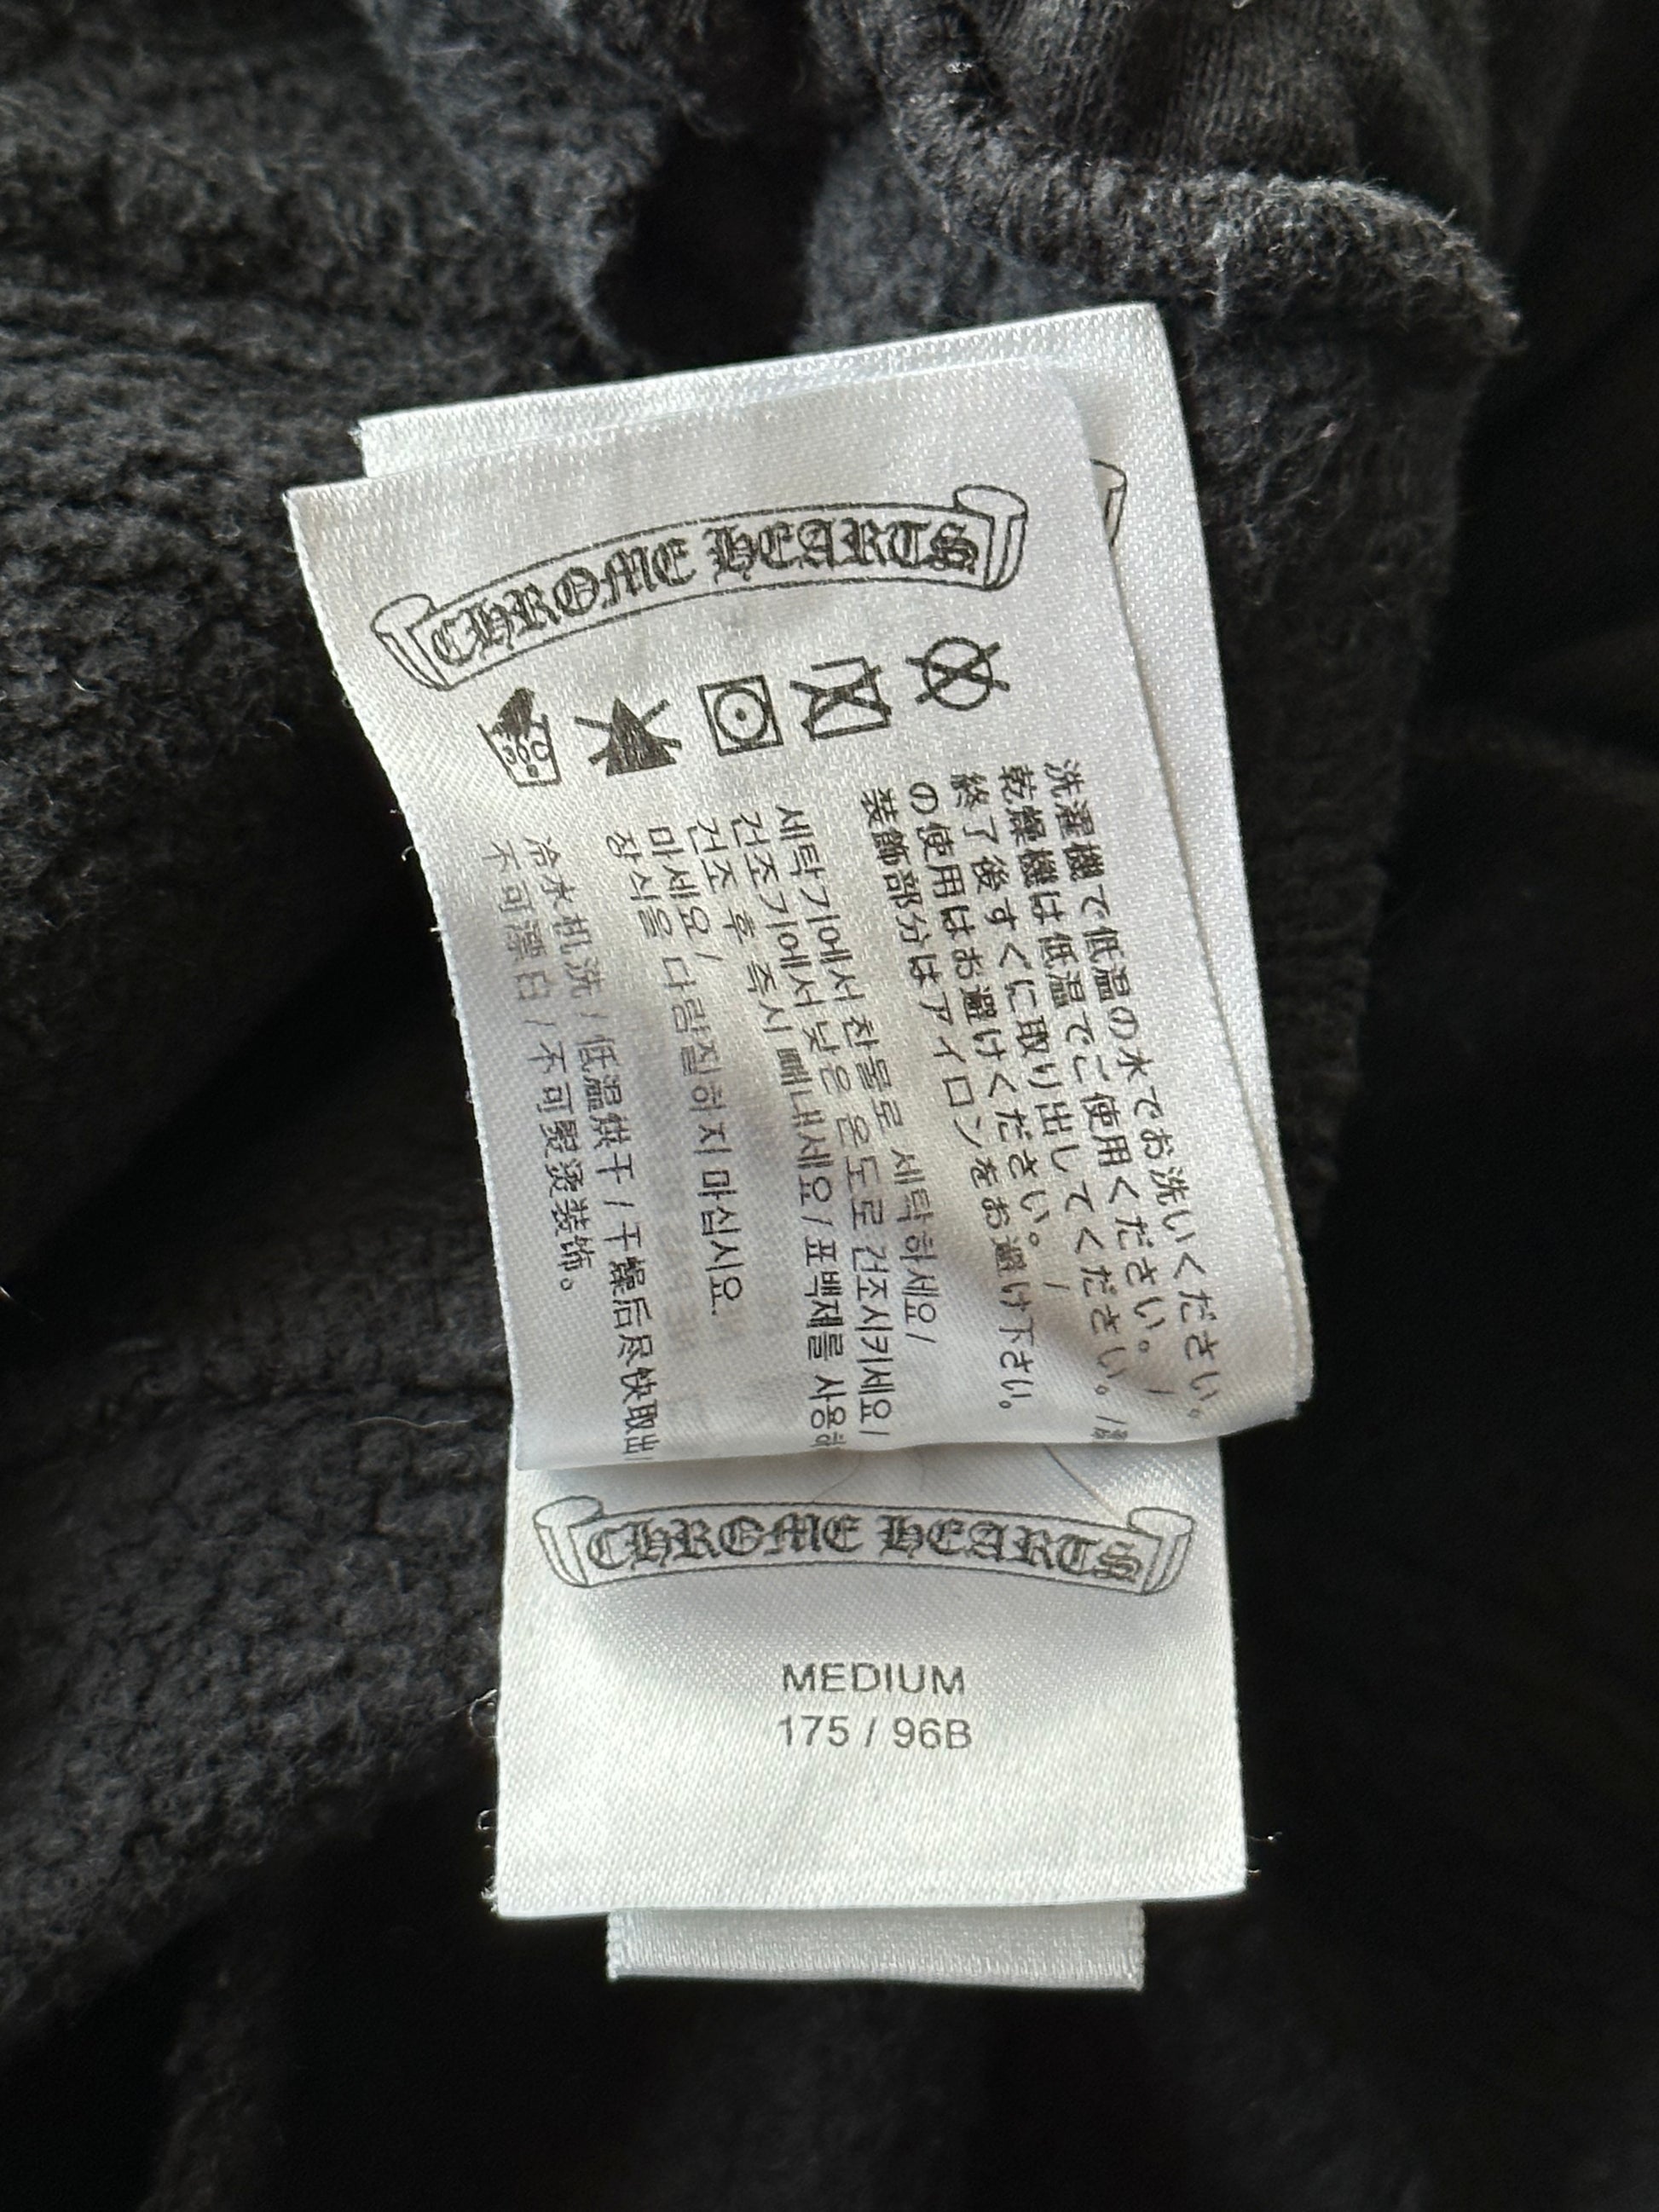 CHROME HEARTS
洗濯機で低温の水でお洗いください。/
乾燥機は低温でご使用ください。/
終了後すぐに取り出してください。/
の使用はお避けください。/
装飾部分はアイロンをお避け下さい。
세탁기에서 찬물로 세탁하세요/
건조기에서 낮은 온도로 건조시키세요/
건조 후 즉시 빼내세요/표백제를
마세요/
장식을 다림질하지 마십시요.
冷水机洗/低溫烘干/干燥后尽快取出/
不可漂白/不可熨烫装饰。
CHROME HEARTS
MEDIUM
175 / 96B